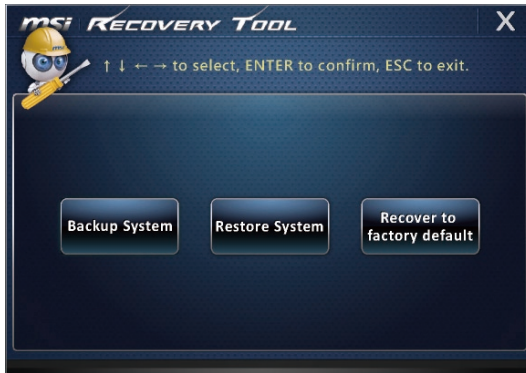 msi RECOVERY TOOL X
msi
↑ ↓ ← → to select, ENTER to confirm, ESC to exit.
Backup System
Restore System
Recover to
factory default